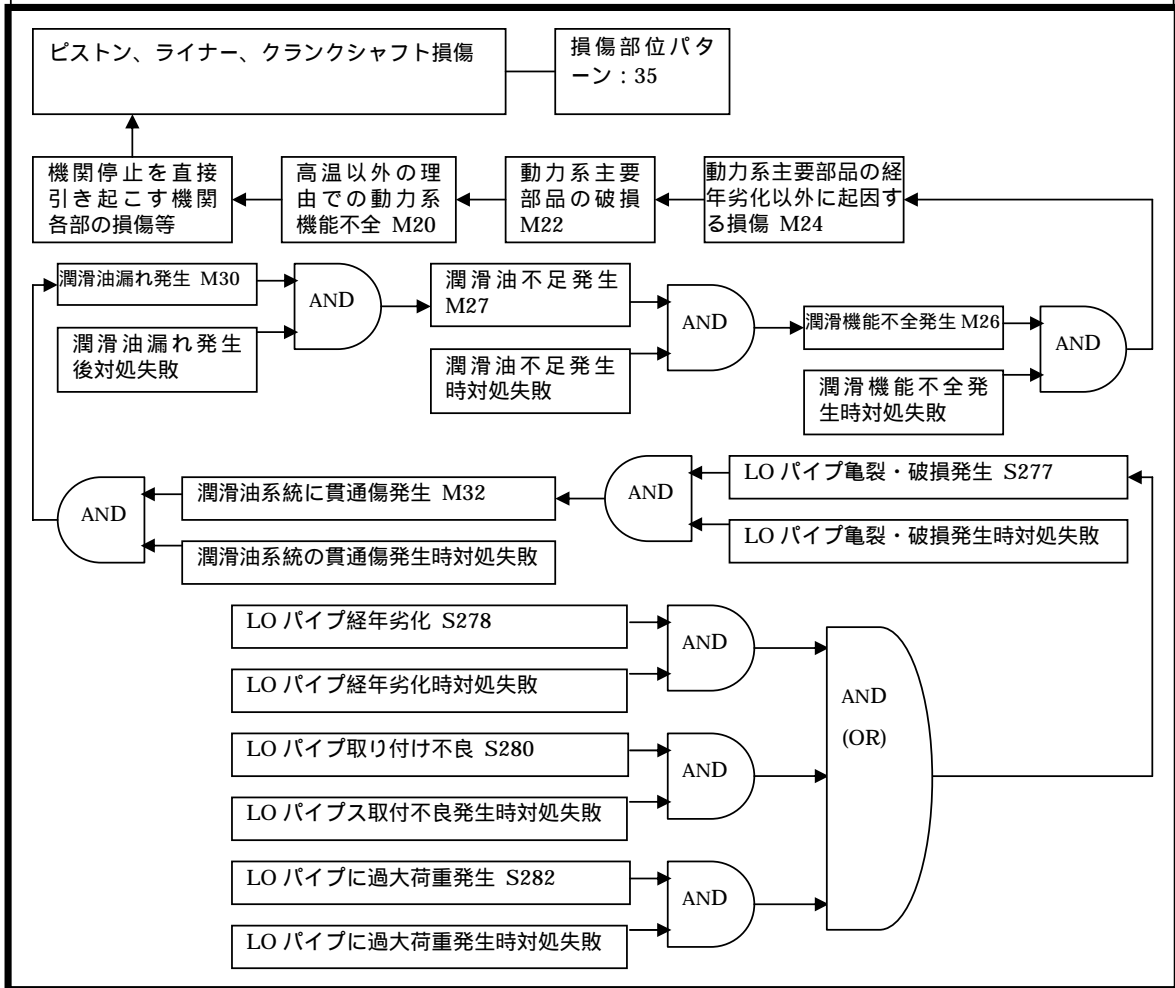 ピストン、ライナー、クランクシャフト損傷
損傷部位パタ
ーン：35
機関停止を直接
引き起こす機関
各部の損傷等
高温以外の理
由での動力系
機能不全 M20
動力系主要
部品の破損
M22
動力系主要部品の経
年劣化以外に起因す
る損傷 M24
潤滑油漏れ発生 M30
潤滑油漏れ発生
後対処失敗
AND
潤滑油不足発生
M27
潤滑油不足発生
時対処失敗
AND
潤滑機能不全発生 M26
潤滑機能不全発
生時対処失敗
AND
AND
潤滑油系統に貫通傷発生 M32
潤滑油系統の貫通傷発生時対処失敗
AND
LO パイプ亀裂・破損発生 S277
LO パイプ亀裂・破損発生時対処失敗
LO パイプ経年劣化 S278
LO パイプ経年劣化時対処失敗
AND
LO パイプ取り付け不良 S280
LO パイプス取付不良発生時対処失敗
AND
LO パイプに過大荷重発生 S282
LO パイプに過大荷重発生時対処失敗
AND
AND
(OR)